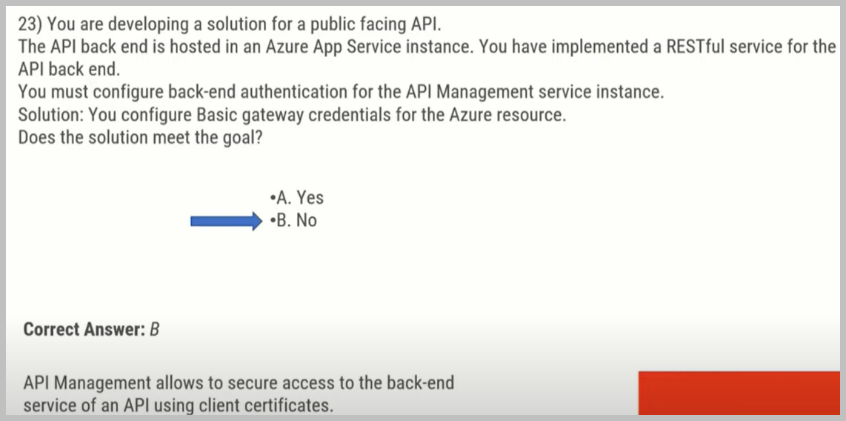 23) You are developing a solution for a public facing API.
The API back end is hosted in an Azure App Service instance. You have implemented a RESTful service for the
API back end.
You must configure back-end authentication for the API Management service instance.
Solution: You configure Basic gateway credentials for the Azure resource.
Does the solution meet the goal?
•A. Yes
•B. No
Correct Answer: B
API Management allows to secure access to the back-end
service of an API using client certificates.